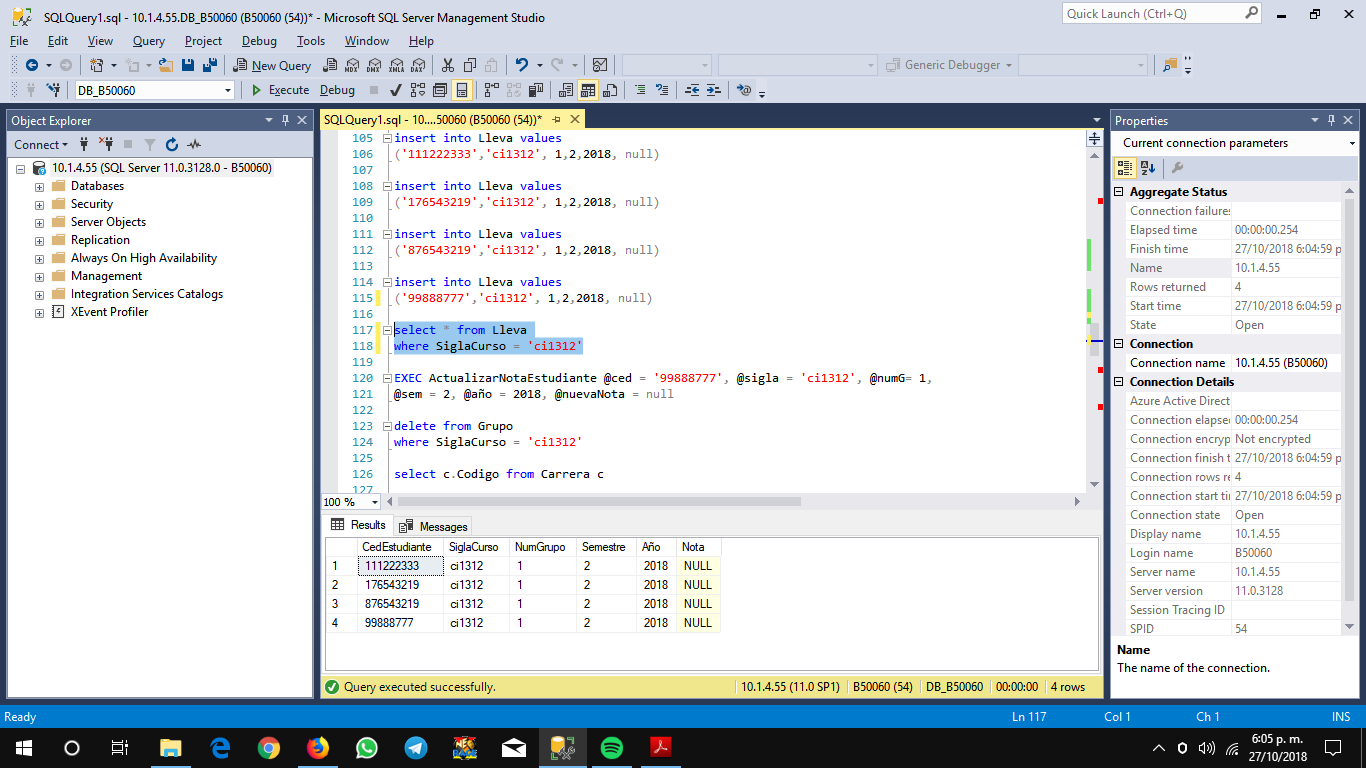 SQLQuery1.sql - 10.1.4.55.DB_B50060 (B50060 (54))* - Microsoft SQL Server Management Studio
Quick Launch (Ctrl+Q)
File Edit View Query Project Debug Tools Window Help
New Query MDX DMX XMLA DAX Generic Debugger
DB_B50060 Execute Debug
Object Explorer
Connect
10.1.4.55 (SQL Server 11.0.3128.0 - B50060)
Databases
Security
Server Objects
Replication
Always On High Availability
Management
Integration Services Catalogs
XEvent Profiler
SQLQuery1.sql - 10....50060 (B50060 (54))*
105 insert into Lleva values
106 ('111222333','ci1312', 1,2,2018, null)
107
108 insert into Lleva values
109 ('176543219','ci1312', 1,2,2018, null)
110
111 insert into Lleva values
112 ('876543219','ci1312', 1,2,2018, null)
113
114 insert into Lleva values
115 ('99888777','ci1312', 1,2,2018, null)
116
117 select * from Lleva
118 where SiglaCurso = 'ci1312'
119
120 EXEC ActualizarNotaEstudiante @ced = '99888777', @sigla = 'ci1312', @numG= 1,
121 @sem = 2, @año = 2018, @nuevaNota = null
122
123 delete from Grupo
124 where SiglaCurso = 'ci1312'
125
126 select c.Codigo from Carrera c
127
100 %
Results Messages
CedEstudiante SiglaCurso NumGrupo Semestre Año Nota
1 111222333 ci1312 1 2 2018 NULL
2 176543219 ci1312 1 2 2018 NULL
3 876543219 ci1312 1 2 2018 NULL
4 99888777 ci1312 1 2 2018 NULL
Query executed successfully. 10.1.4.55 (11.0 SP1) B50060 (54) DB_B50060 00:00:00 4 rows
Properties
Current connection parameters
Aggregate Status
Connection failures
Elapsed time 00:00:00.254
Finish time 27/10/2018 6:04:59 p
Name 10.1.4.55
Rows returned 4
Start time 27/10/2018 6:04:59 p
State Open
Connection
Connection name 10.1.4.55 (B50060)
Connection Details
Azure Active Direct
Connection elapse 00:00:00.254
Connection encryp Not encrypted
Connection finish t 27/10/2018 6:04:59 p
Connection rows re 4
Connection start ti 27/10/2018 6:04:59 p
Connection state Open
Display name 10.1.4.55
Login name B50060
Server name 10.1.4.55
Server version 11.0.3128
Session Tracing ID
SPID 54
Name
The name of the connection.
Ready Ln 117 Col 1 Ch 1 INS
6:05 p. m.
27/10/2018